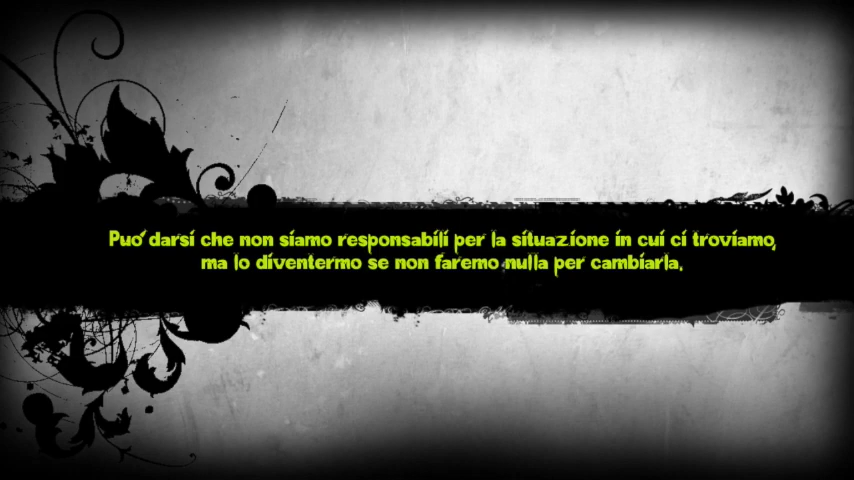 Puo' darsi che non siamo responsabili per la situazione in cui ci troviamo,
ma lo diventermo se non faremo nulla per cambiarla.